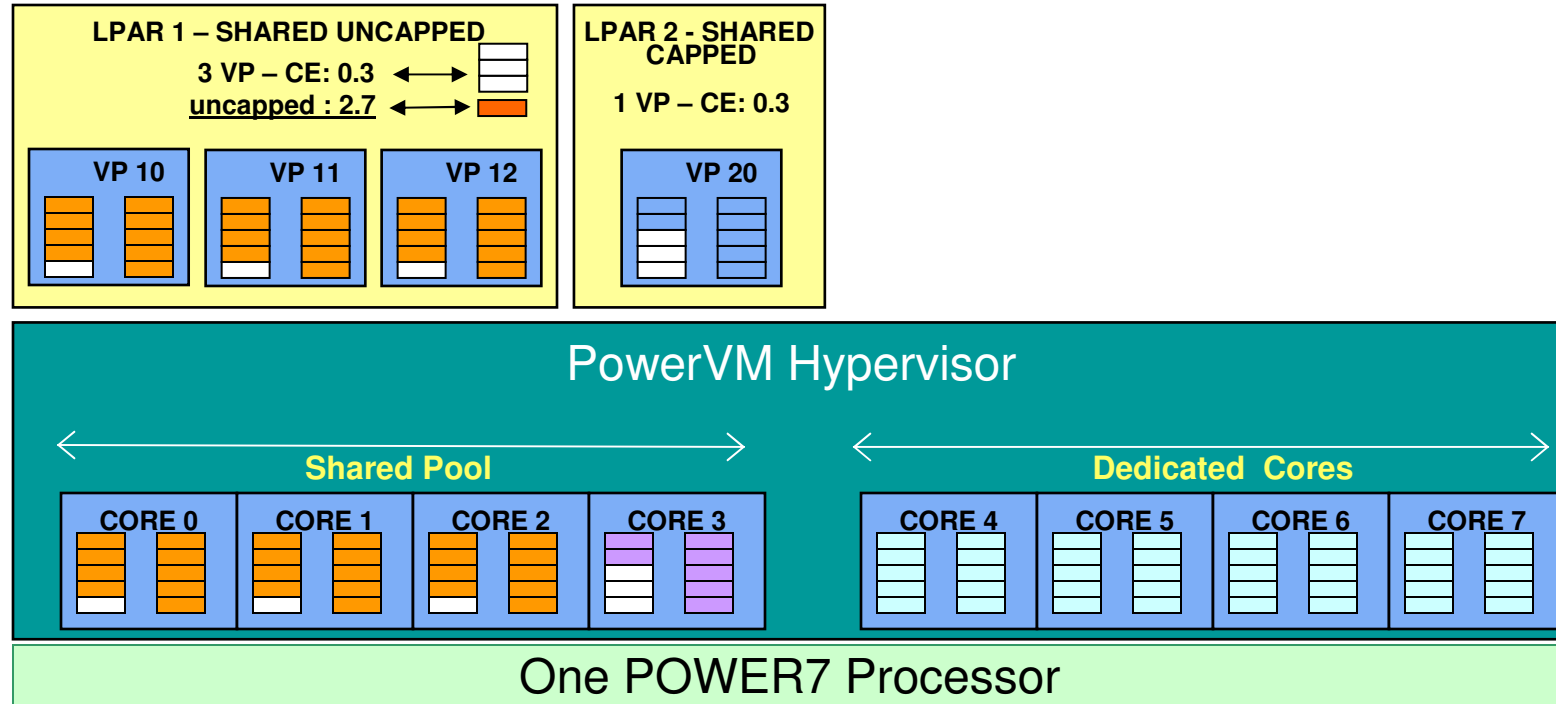 LPAR 1 – SHARED UNCAPPED
3 VP – CE: 0.3
uncapped : 2.7
VP 10
VP 11
VP 12
LPAR 2 - SHARED
CAPPED
1 VP – CE: 0.3
VP 20
PowerVM Hypervisor
Shared Pool
Dedicated Cores
CORE 0
CORE 1
CORE 2
CORE 3
CORE 4
CORE 5
CORE 6
CORE 7
One POWER7 Processor